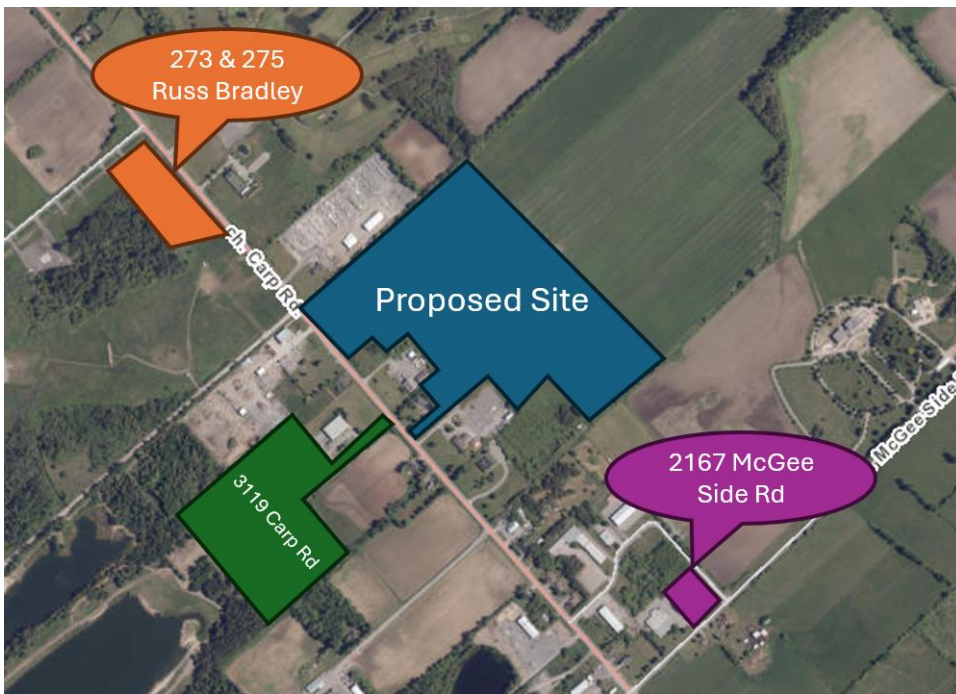 273 & 275
Russ Bradley
ch. Carp Rd.
Proposed Site
McGee Side
2167 McGee
Side Rd
3119 Carp Rd